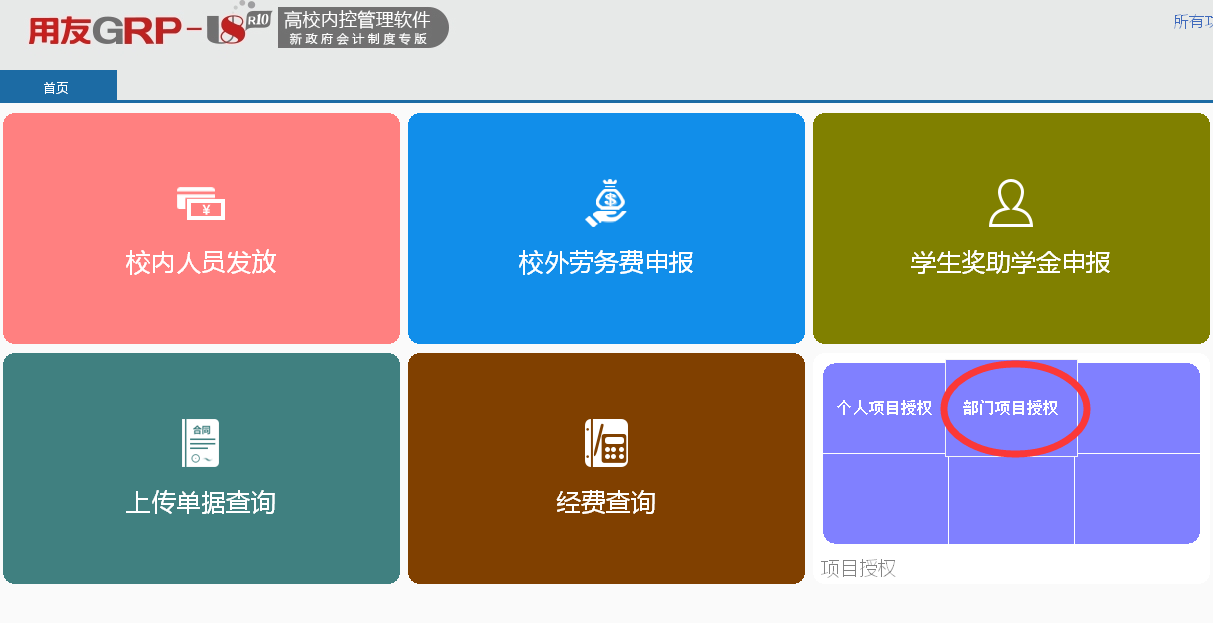 用友GRP-U8 R10
高校内控管理软件
新政府会计制度专版
所有项
首页
¥
校内人员发放
$
校外劳务费申报
学生奖助学金申报
合同
上传单据查询
经费查询
个人项目授权
部门项目授权
项目授权